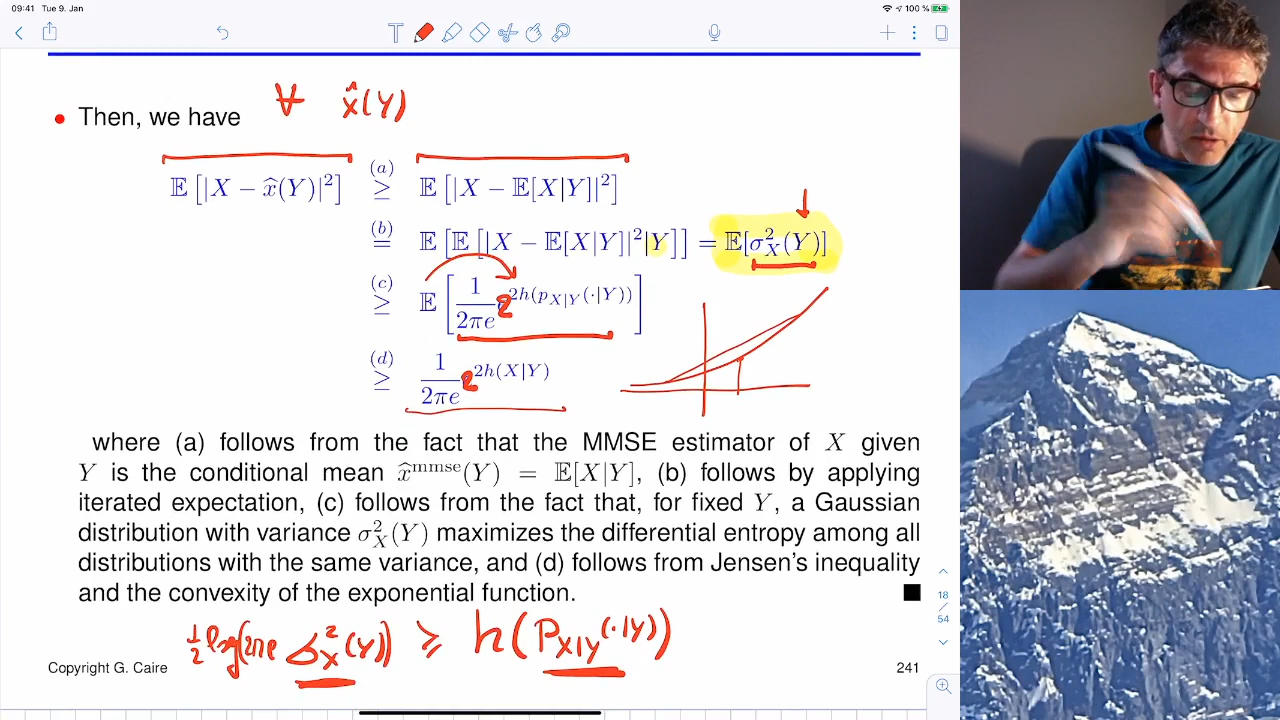 09:41 Tue 9. Jan
100 %
T
• Then, we have ∀ x̂(Y)
𝔼 [|X − x̂(Y)|²] (a) ≥ 𝔼 [|X − 𝔼[X|Y]|²]
(b) = 𝔼 [𝔼 [|X − 𝔼[X|Y]|²|Y]] = 𝔼[σ²_X(Y)]
(c) ≥ 𝔼 [1/(2πe) 2^{2h(p_{X|Y}(·|Y))}]
(d) ≥ 1/(2πe) 2^{2h(X|Y)}
where (a) follows from the fact that the MMSE estimator of X given
Y is the conditional mean x̂^{mmse}(Y) = 𝔼[X|Y], (b) follows by applying
iterated expectation, (c) follows from the fact that, for fixed Y, a Gaussian
distribution with variance σ²_X(Y) maximizes the differential entropy among all
distributions with the same variance, and (d) follows from Jensen's inequality
and the convexity of the exponential function. ■
½ log(2πe σ²_X(Y)) ≥ h(P_{X|Y}(·|Y))
Copyright G. Caire
241
18
/
54